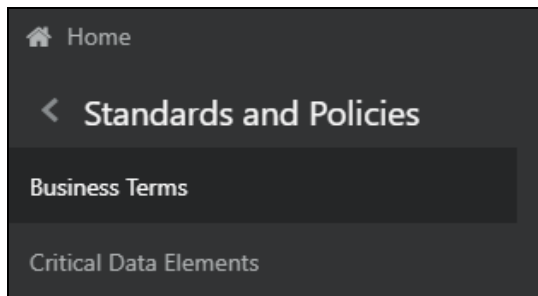 Home
Standards and Policies
Business Terms
Critical Data Elements